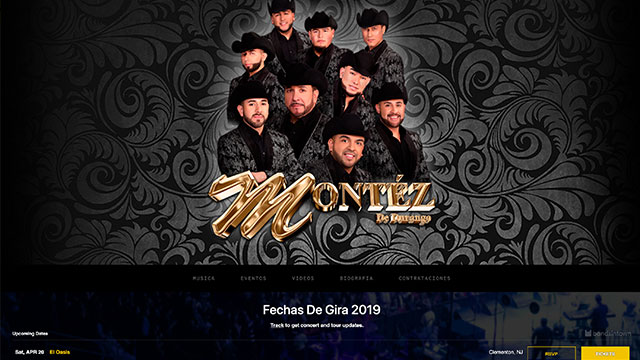 MONTÉZ
De Durango
MUSICA EVENTOS VIDEOS BIOGRAFIA CONTRATACIONES
Fechas De Gira 2019
Track to get concert and tour updates.
Upcoming Dates bandsintown
Sat, APR 28 El Oasis Clementon, NJ RSVP TICKETS